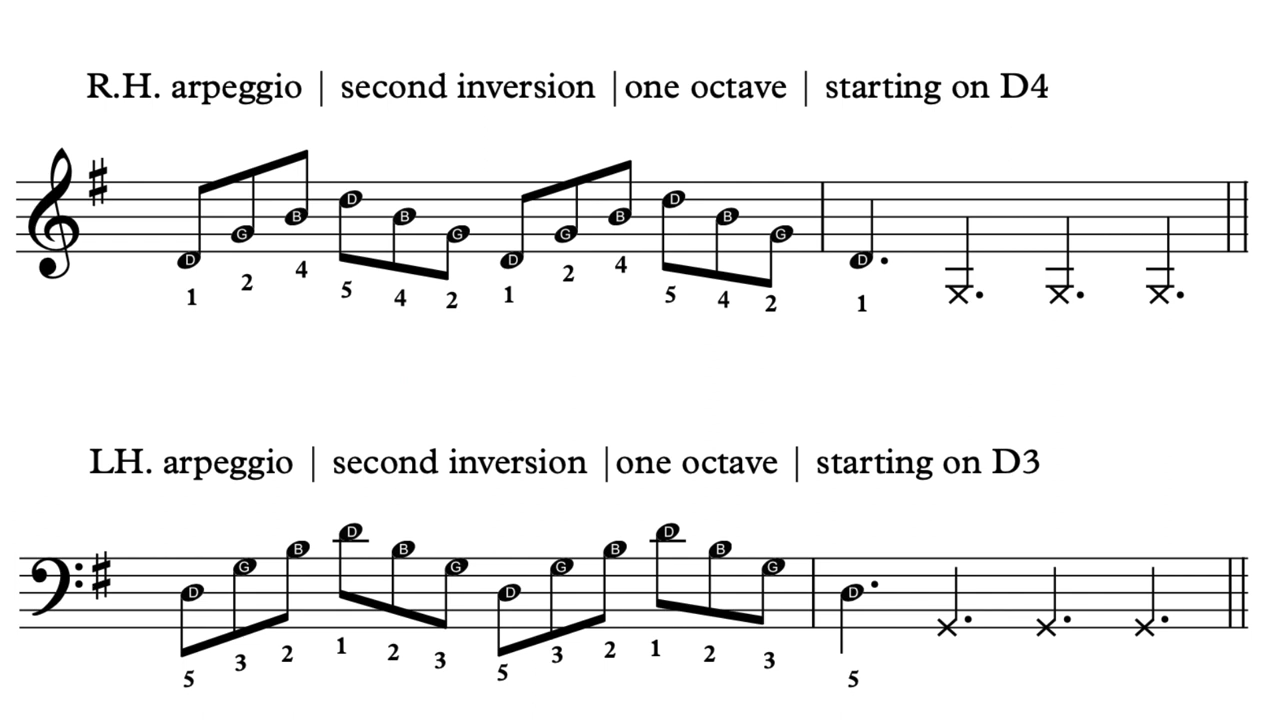 R.H. arpeggio | second inversion |one octave | starting on D4
D G B D B G D G B D B G D
1 2 4 5 4 2 1 2 4 5 4 2 1
LH. arpeggio | second inversion |one octave | starting on D3
D G B D B G D G B D B G D
5 3 2 1 2 3 5 3 2 1 2 3 5